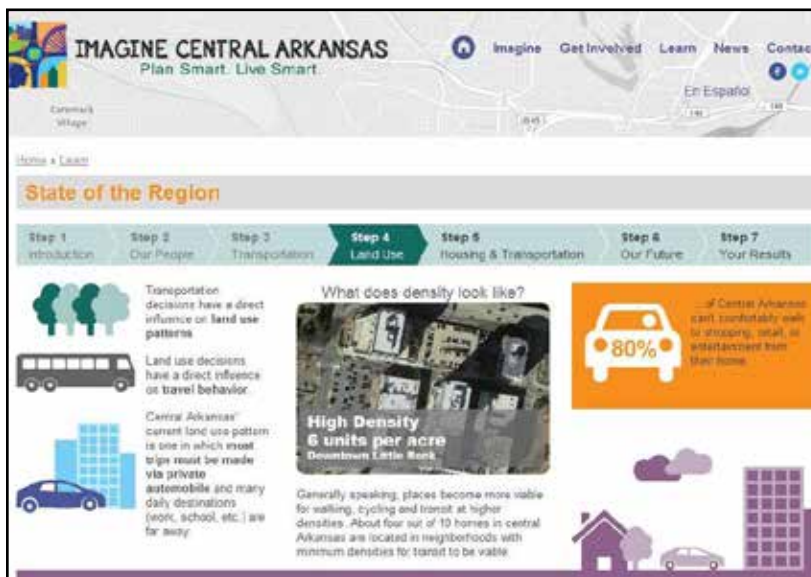 IMAGINE CENTRAL ARKANSAS
Plan Smart. Live Smart.
Imagine Get Involved Learn News Contac
En Español
Cammack
Village
Home » Learn
State of the Region
Step 1
Introduction
Step 2
Our People
Step 3
Transportation
Step 4
Land Use
Step 5
Housing & Transportation
Step 6
Our Future
Step 7
Your Results
Transportation
decisions have a direct
influence on land use
patterns
Land use decisions
have a direct influence
on travel behavior.
Central Arkansas'
current land use pattern
is one in which most
trips must be made
via private
automobile and many
daily destinations
(work, school, etc.) are
far away.
What does density look like?
High Density
6 units per acre
Downtown Little Rock
Generally speaking, places become more viable
for walking, cycling and transit at higher
densities. About four out of 10 homes in central
Arkansas are located in neighborhoods with
minimum densities for transit to be viable.
80%
...of Central Arkansas
can't comfortably walk
to shopping, retail, or
entertainment from
their home.